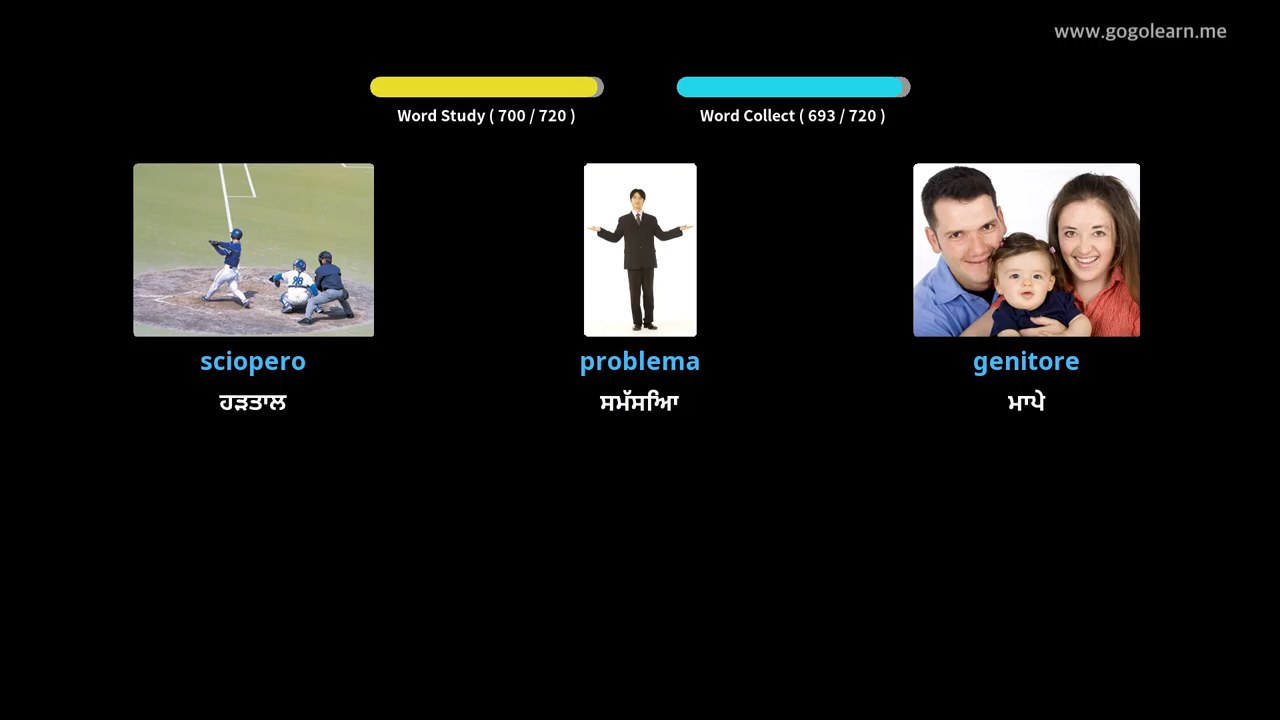 www.gogolearn.me
Word Study ( 700 / 720 )
Word Collect ( 693 / 720 )
sciopero
problema
genitore
ਹੜਤਾਲ
ਸਮੱਸਿਆ
ਮਾਪੇ